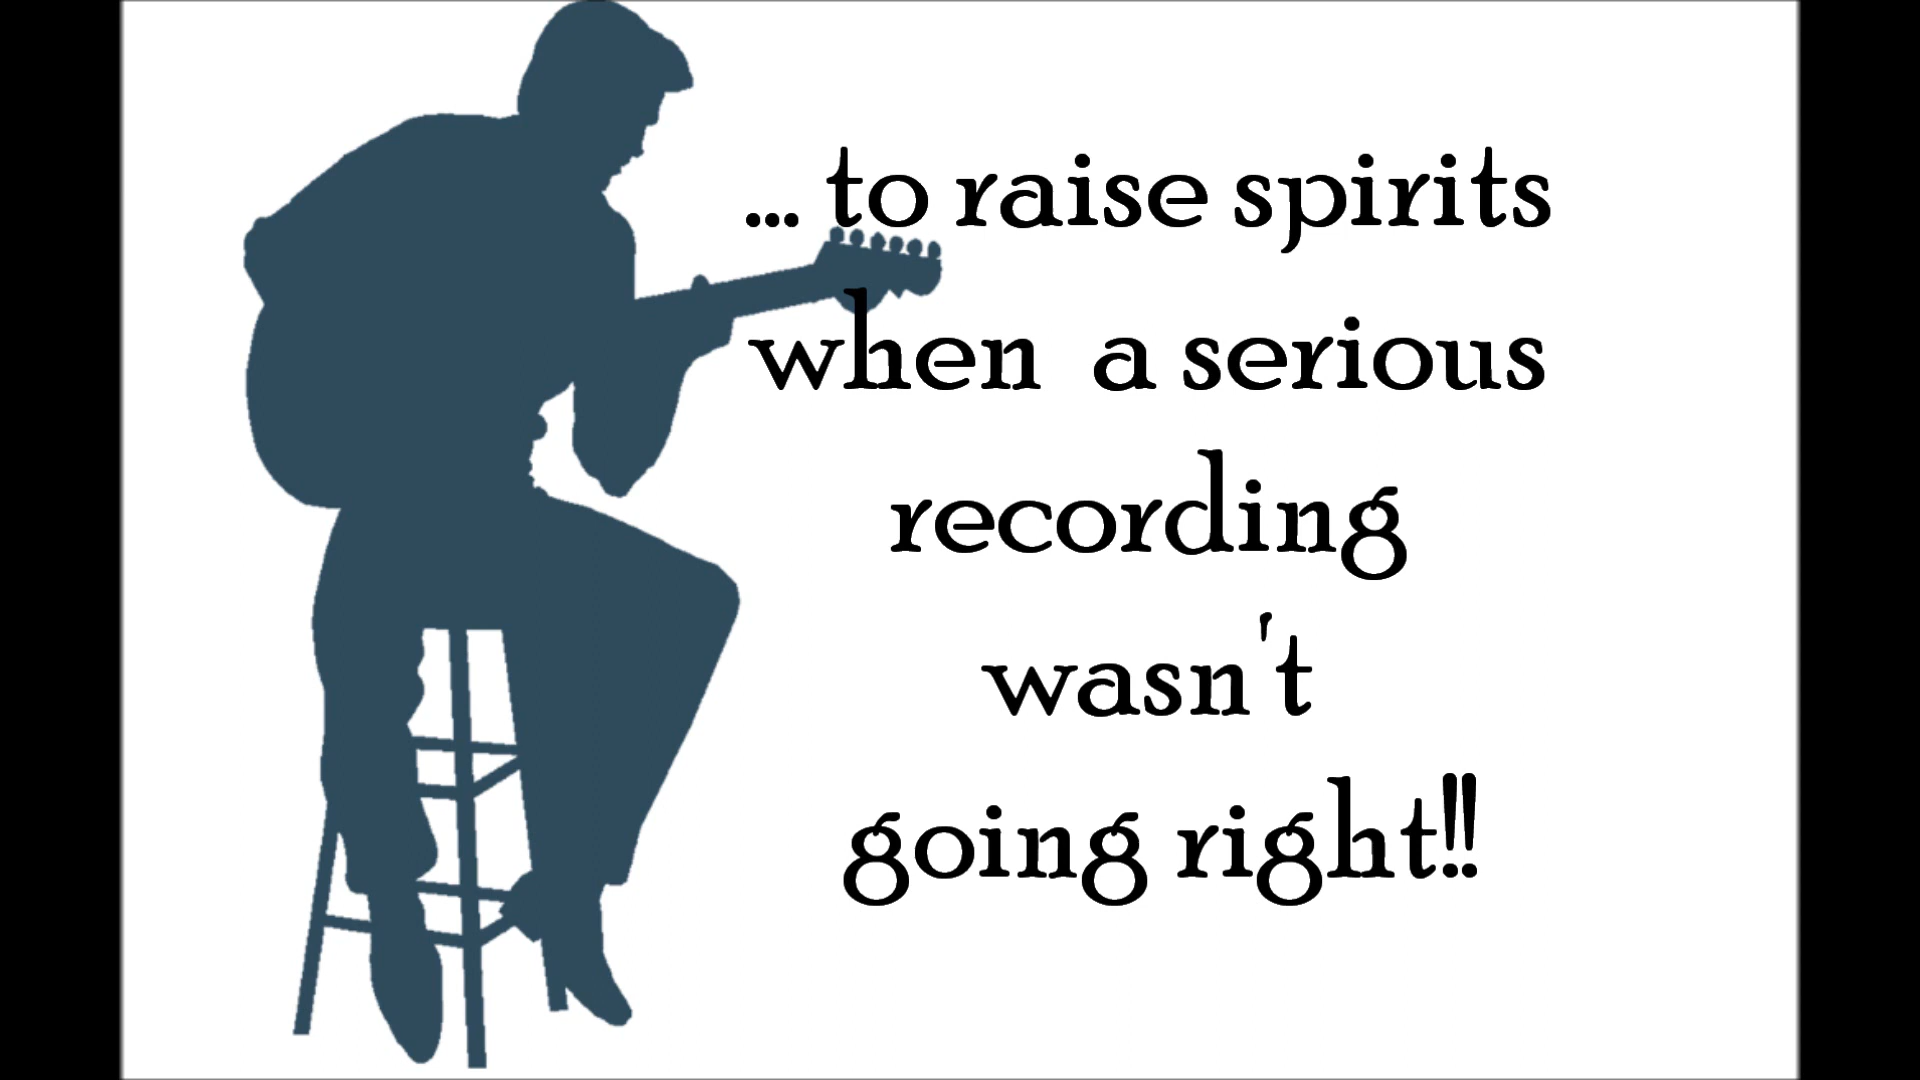 ... to raise spirits
when a serious
recording
wasn't
going right!!